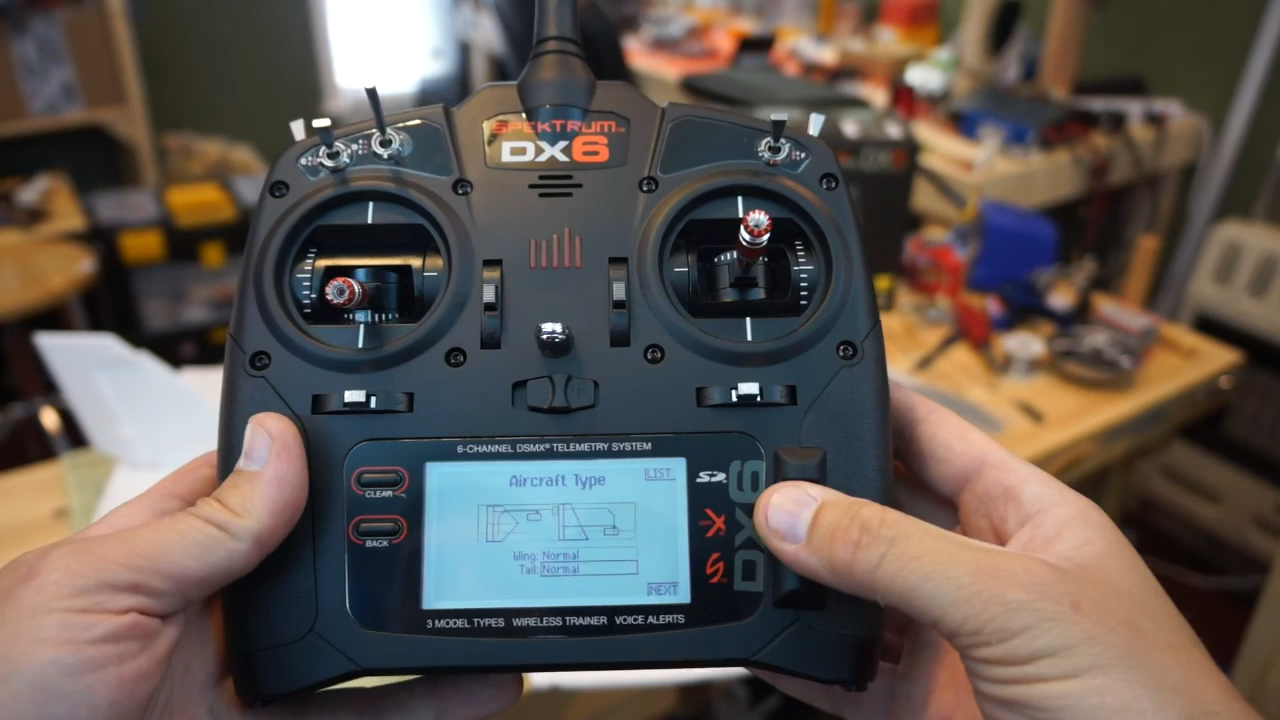 SPEKTRUM
DX6
6-CHANNEL DSMX® TELEMETRY SYSTEM
CLEAR
BACK
Aircraft Type
LIST
Wing: Normal
Tail: Normal
NEXT
SD
DX6
3 MODEL TYPES WIRELESS TRAINER VOICE ALERTS